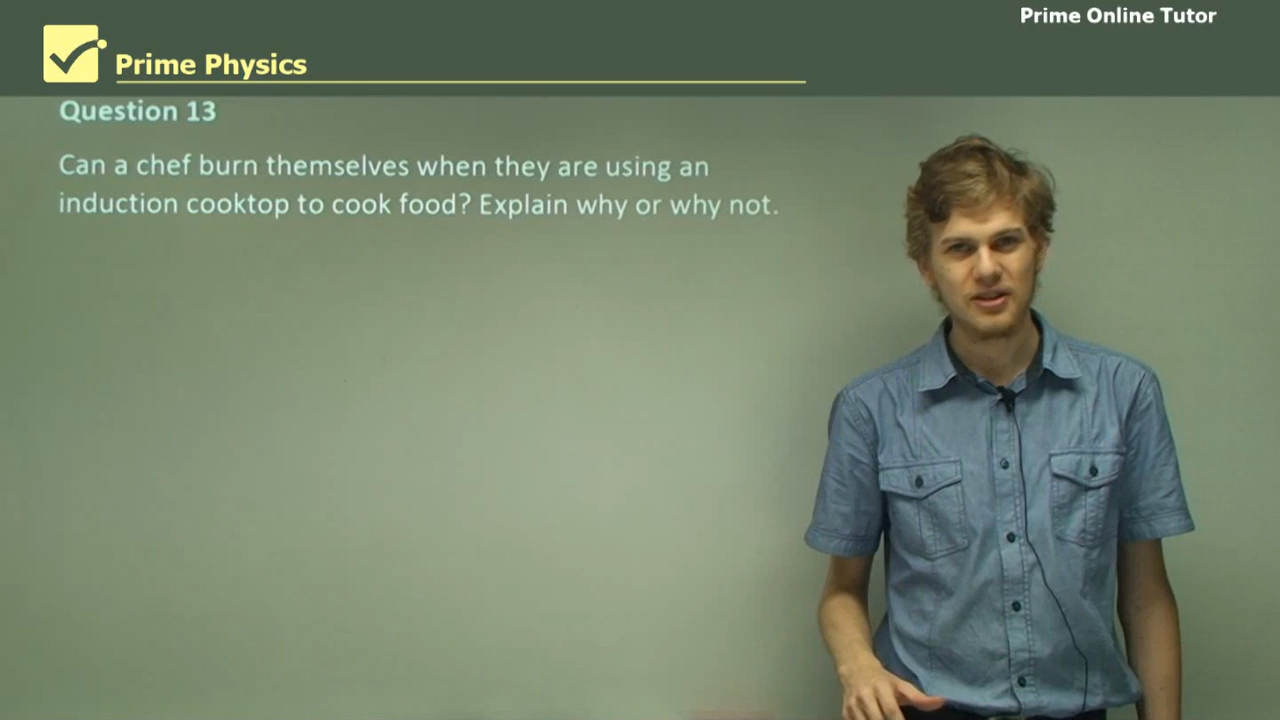 Prime Online Tutor
Prime Physics
Question 13
Can a chef burn themselves when they are using an
induction cooktop to cook food? Explain why or why not.